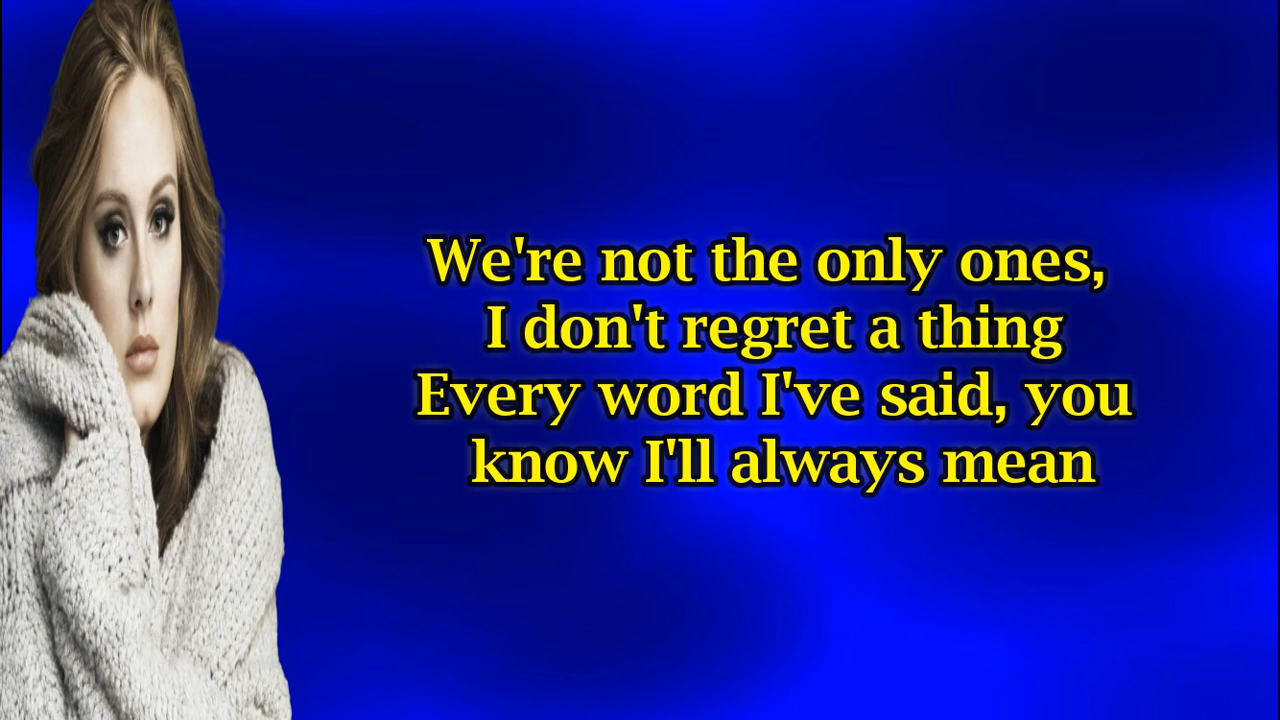 We're not the only ones,
I don't regret a thing
Every word I've said, you
know I'll always mean